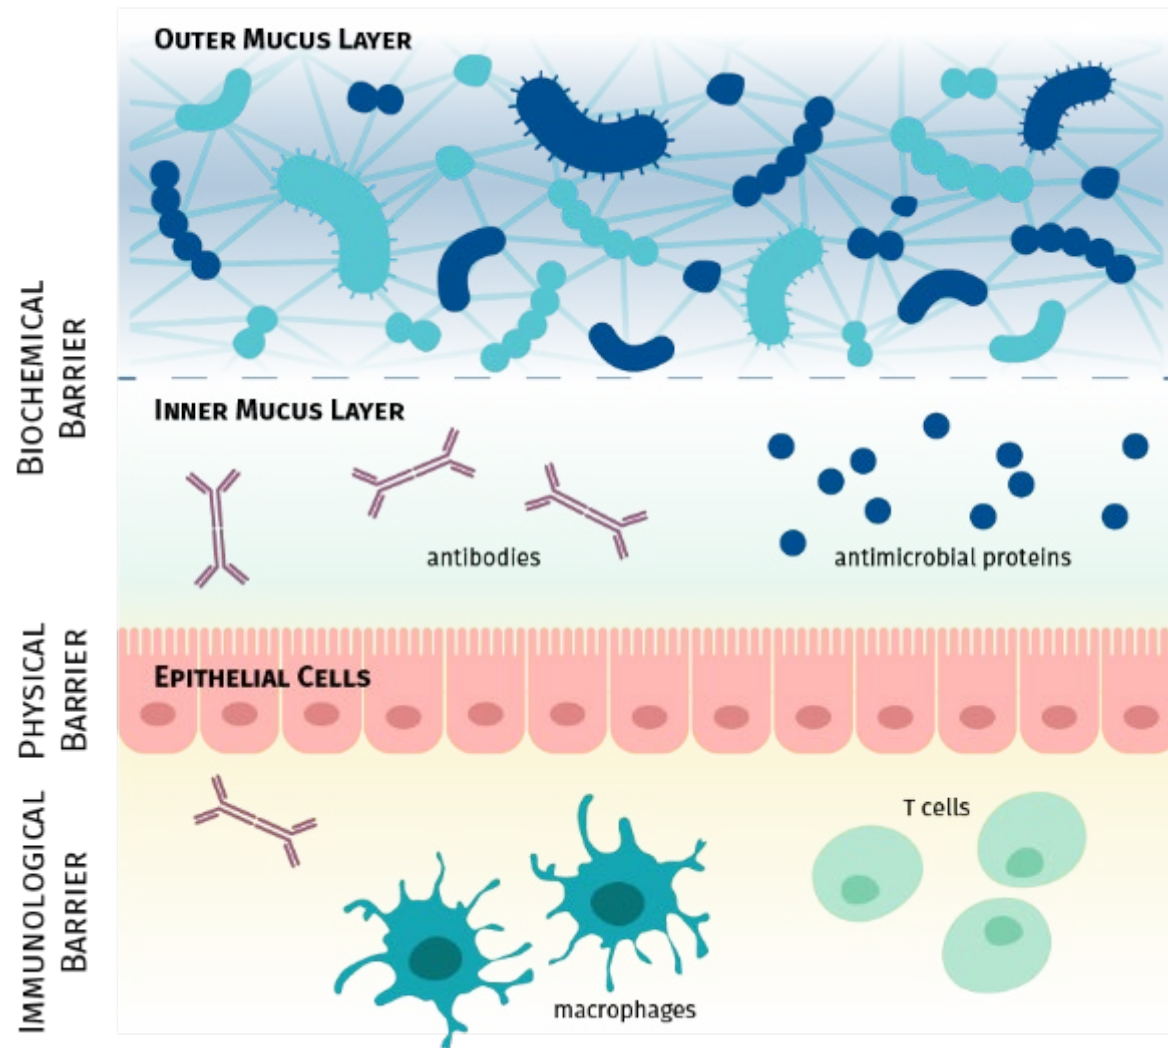 OUTER MUCUS LAYER
BIOCHEMICAL
BARRIER
INNER MUCUS LAYER
antibodies
antimicrobial proteins
PHYSICAL
BARRIER
EPITHELIAL CELLS
IMMUNOLOGICAL
BARRIER
T cells
macrophages